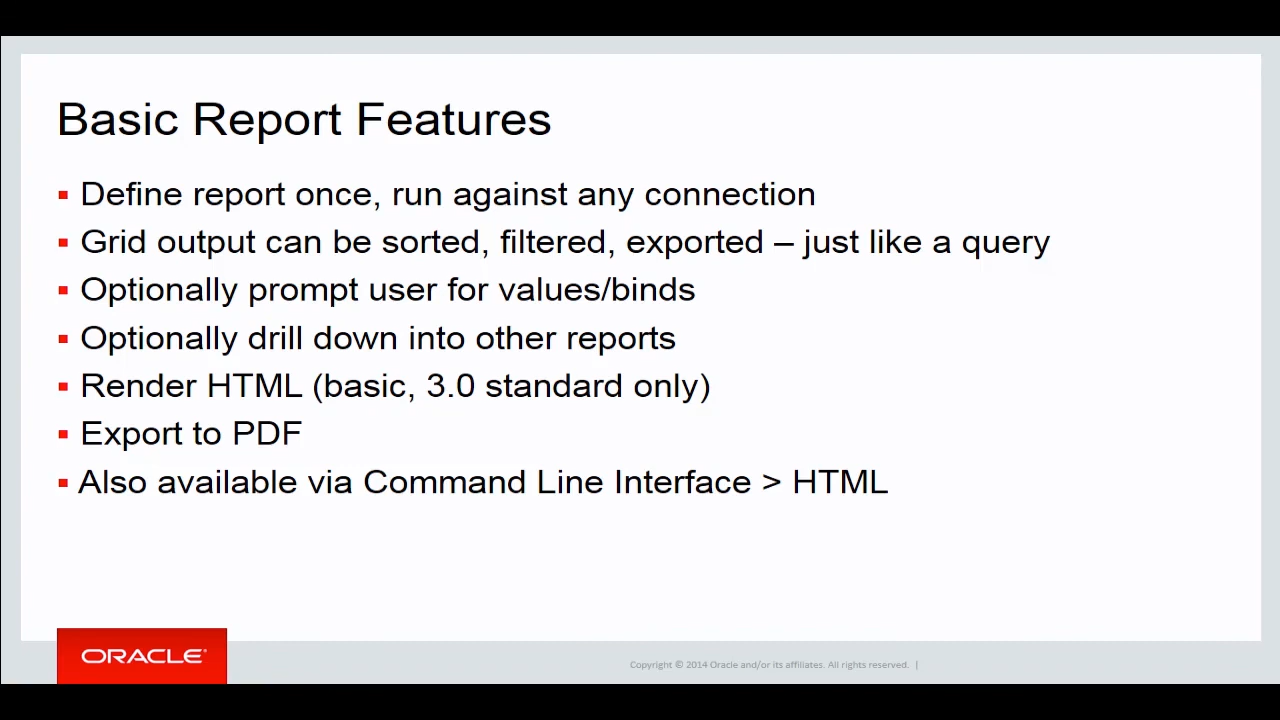 Basic Report Features
▪ Define report once, run against any connection
▪ Grid output can be sorted, filtered, exported – just like a query
▪ Optionally prompt user for values/binds
▪ Optionally drill down into other reports
▪ Render HTML (basic, 3.0 standard only)
▪ Export to PDF
▪ Also available via Command Line Interface > HTML
ORACLE®
Copyright © 2014 Oracle and/or its affiliates. All rights reserved. |